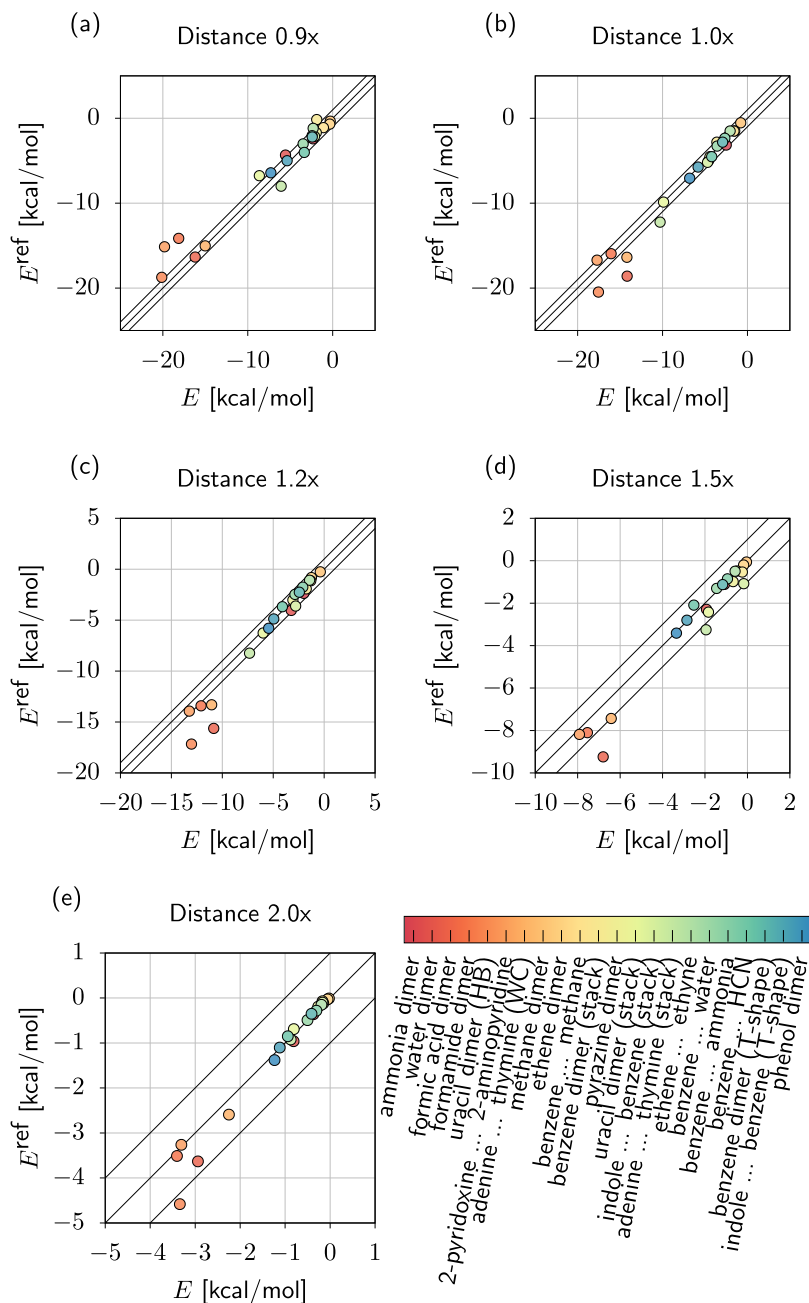 (a)
Distance 0.9x
0
−10
−20
E^ref [kcal/mol]
−20 −10 0
E [kcal/mol]
(b)
Distance 1.0x
0
−10
−20
E^ref [kcal/mol]
−20 −10 0
E [kcal/mol]
(c)
Distance 1.2x
5
0
−5
−10
−15
−20
E^ref [kcal/mol]
−20 −15 −10 −5 0 5
E [kcal/mol]
(d)
Distance 1.5x
2
0
−2
−4
−6
−8
−10
E^ref [kcal/mol]
−10 −8 −6 −4 −2 0 2
E [kcal/mol]
(e)
Distance 2.0x
1
0
−1
−2
−3
−4
−5
E^ref [kcal/mol]
−5 −4 −3 −2 −1 0 1
E [kcal/mol]
ammonia dimer
water dimer
formic acid dimer
formamide dimer
uracil dimer (HB)
2-pyridoxine ... 2-aminopyridine
adenine ... thymine (WC)
methane dimer
ethene dimer
benzene ... methane
benzene dimer (stack)
pyrazine dimer
uracil dimer (stack)
indole ... benzene (stack)
adenine ... thymine (stack)
ethene ... ethyne
benzene ... water
benzene ... ammonia
benzene ... HCN
benzene dimer (T-shape)
indole ... benzene (T-shape)
phenol dimer